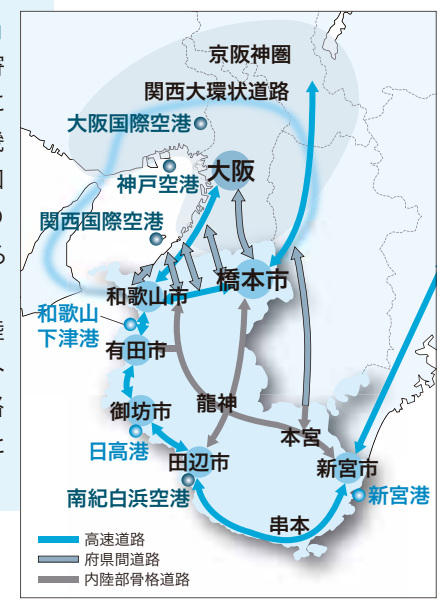 京阪神圏
関西大環状道路
大阪国際空港
大阪
神戸空港
関西国際空港
橋本市
和歌山市
和歌山
下津港
有田市
龍神
御坊市
本宮
日高港
田辺市
新宮市
南紀白浜空港
新宮港
串本
高速道路
府県間道路
内陸部骨格道路
に
る
に